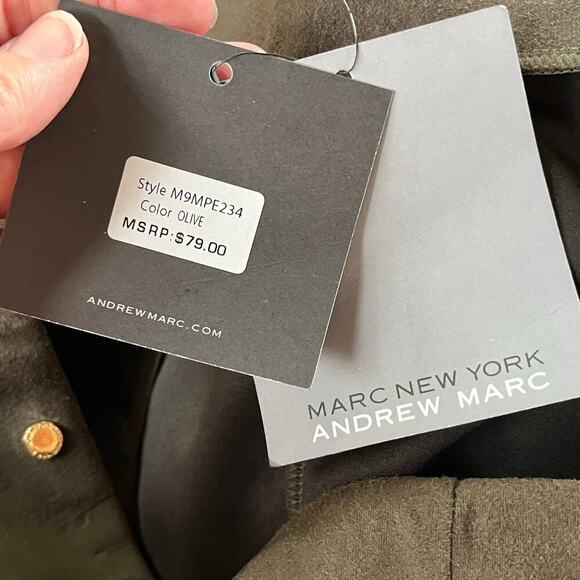 Style M9MPE234
Color OLIVE
MSRP:$79.00
ANDREWMARC.COM
MARC NEW YORK
ANDREW MARC